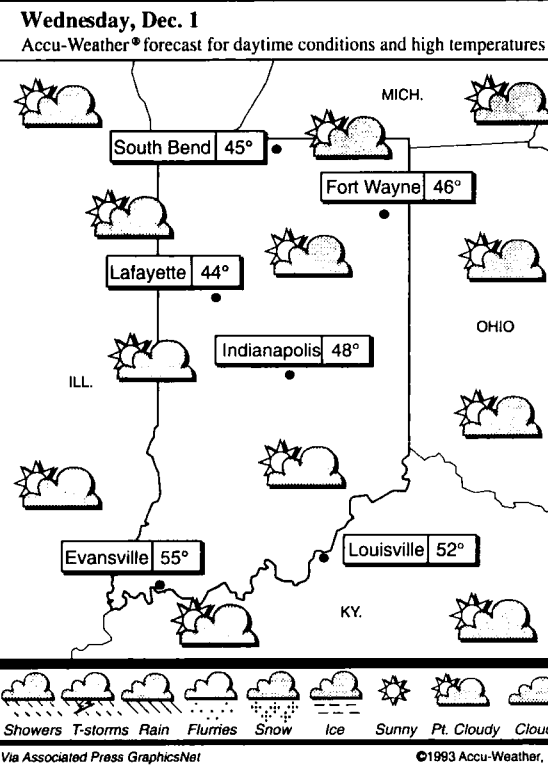 Wednesday, Dec. 1
Accu-Weather® forecast for daytime conditions and high temperatures
MICH.
South Bend 45°
Fort Wayne 46°
Lafayette 44°
OHIO
Indianapolis 48°
ILL.
Evansville 55°
Louisville 52°
KY.
Showers T-storms Rain Flurries Snow Ice Sunny Pt. Cloudy Clou
Via Associated Press GraphicsNet ©1993 Accu-Weather,